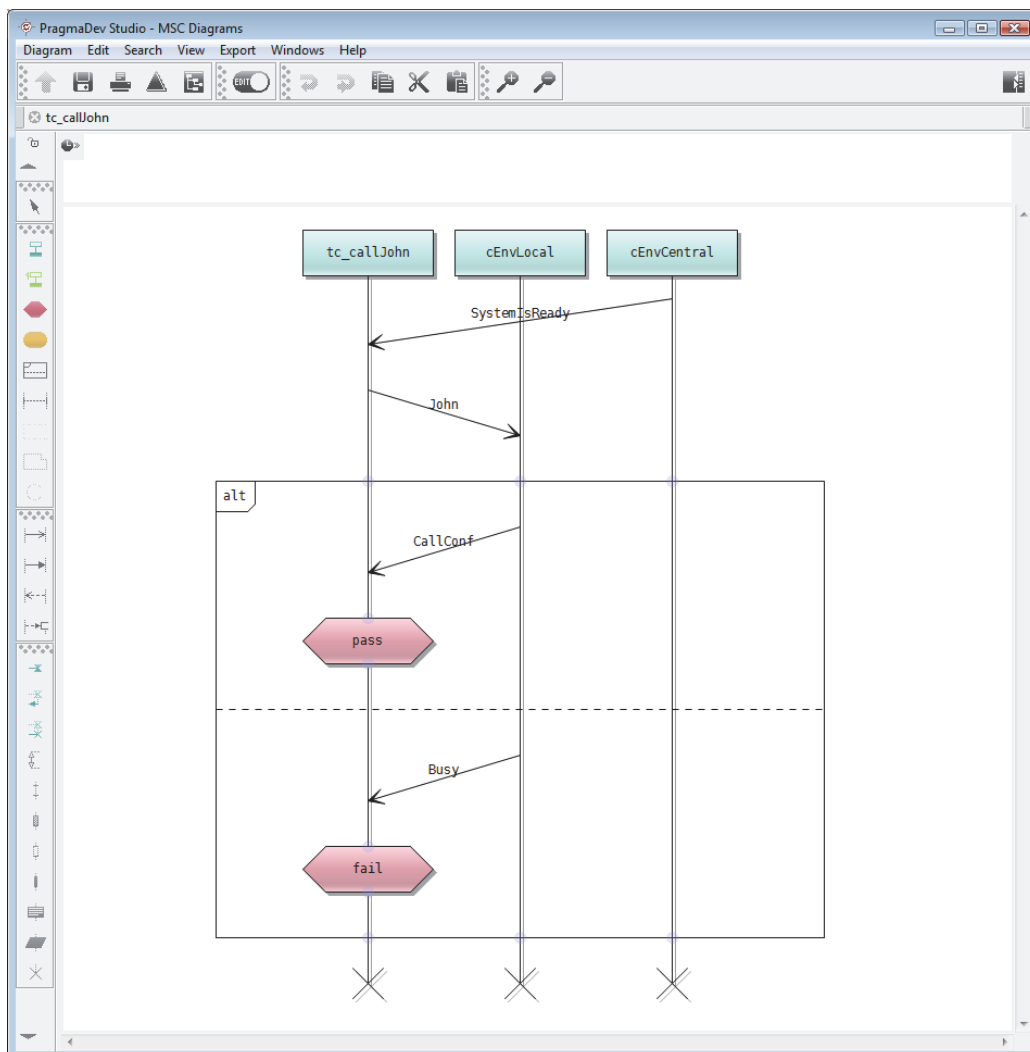 PragmaDev Studio - MSC Diagrams
Diagram Edit Search View Export Windows Help
EDIT
tc_callJohn
tc_callJohn cEnvLocal cEnvCentral
SystemIsReady
John
alt
CallConf
pass
Busy
fail